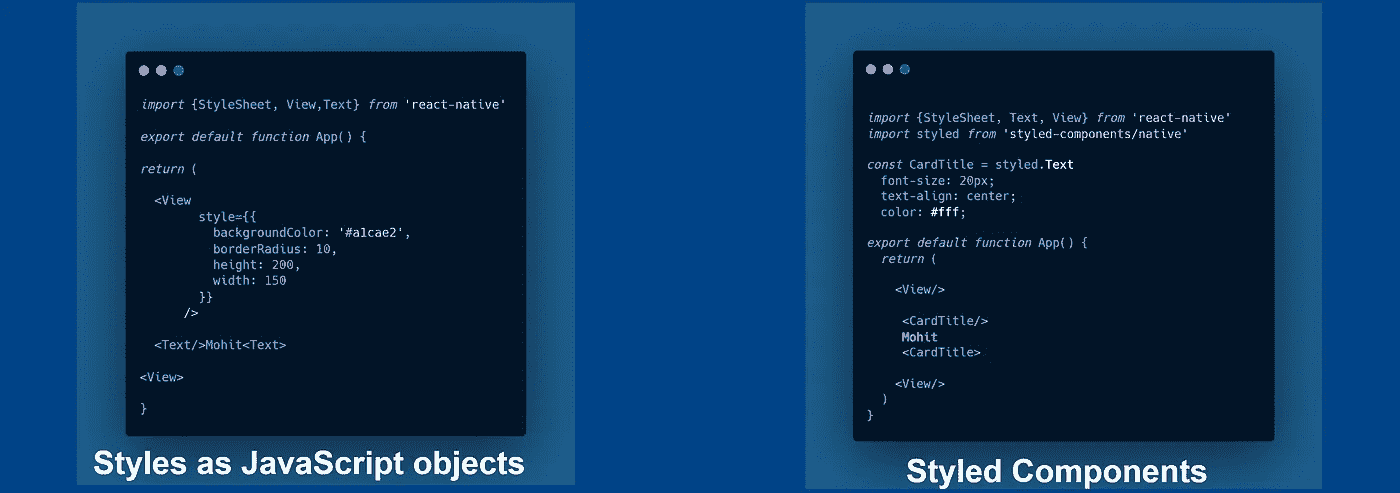 import {StyleSheet, View,Text} from 'react-native'
export default function App() {
return (
<View
style={{
backgroundColor: '#a1cae2',
borderRadius: 10,
height: 200,
width: 150
}}
/>
<Text/>Mohit<Text>
<View>
}
Styles as JavaScript objects
import {StyleSheet, Text, View} from 'react-native'
import styled from 'styled-components/native'
const CardTitle = styled.Text
font-size: 20px;
text-align: center;
color: #fff;
export default function App() {
return (
<View/>
<CardTitle/>
Mohit
<CardTitle>
<View/>
)
}
Styled Components